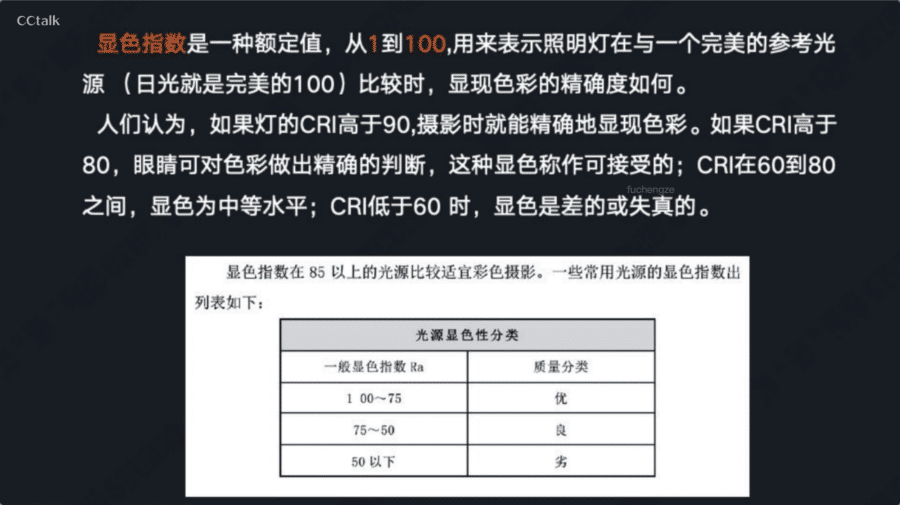 CCtalk
显色指数是一种额定值，从1到100,用来表示照明灯在与一个完美的参考光
源 （日光就是完美的100）比较时，显现色彩的精确度如何。
人们认为，如果灯的CRI高于90,摄影时就能精确地显现色彩。如果CRI高于
80，眼睛可对色彩做出精确的判断，这种显色称作可接受的；CRI在60到80
fuchengze
之间，显色为中等水平；CRI低于60 时，显色是差的或失真的。
显色指数在 85 以上的光源比较适宜彩色摄影。一些常用光源的显色指数出
列表如下：
光源显色性分类
一般显色指数 Ra 质量分类
1 00～75 优
75～50 良
50 以下 劣